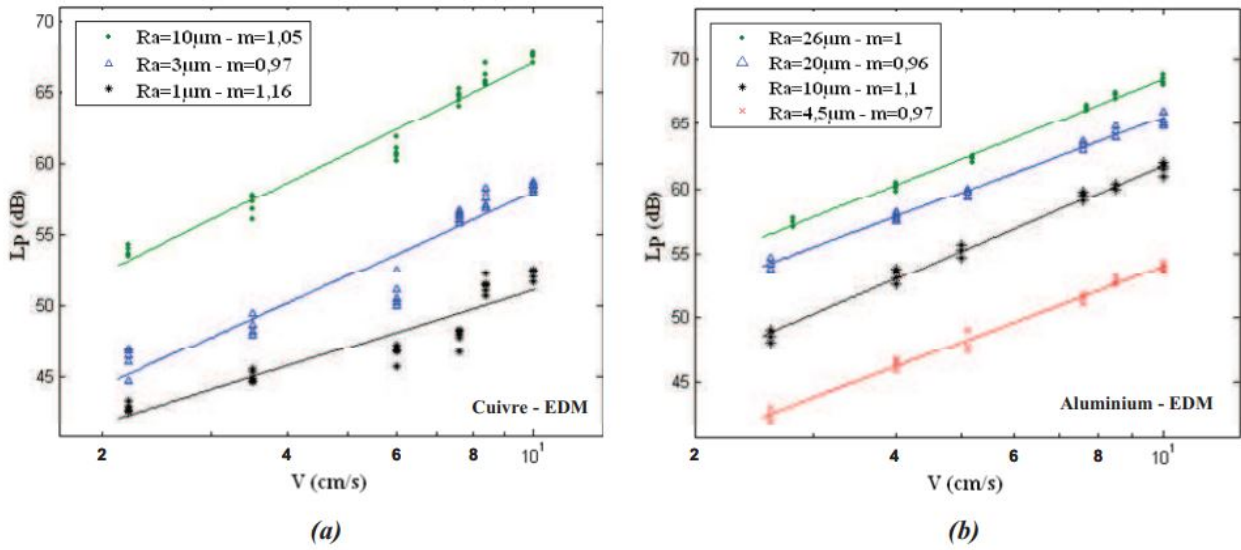 70
65
60
55
50
45
Lp (dB)
Ra=10µm - m=1,05
Ra=3µm - m=0,97
Ra=1µm - m=1,16
Cuivre - EDM
2 4 6 8 10¹
V (cm/s)
(a)
70
65
60
55
50
45
Lp (dB)
Ra=26µm - m=1
Ra=20µm - m=0,96
Ra=10µm - m=1,1
Ra=4,5µm - m=0,97
Aluminium - EDM
2 4 6 8 10¹
V (cm/s)
(b)